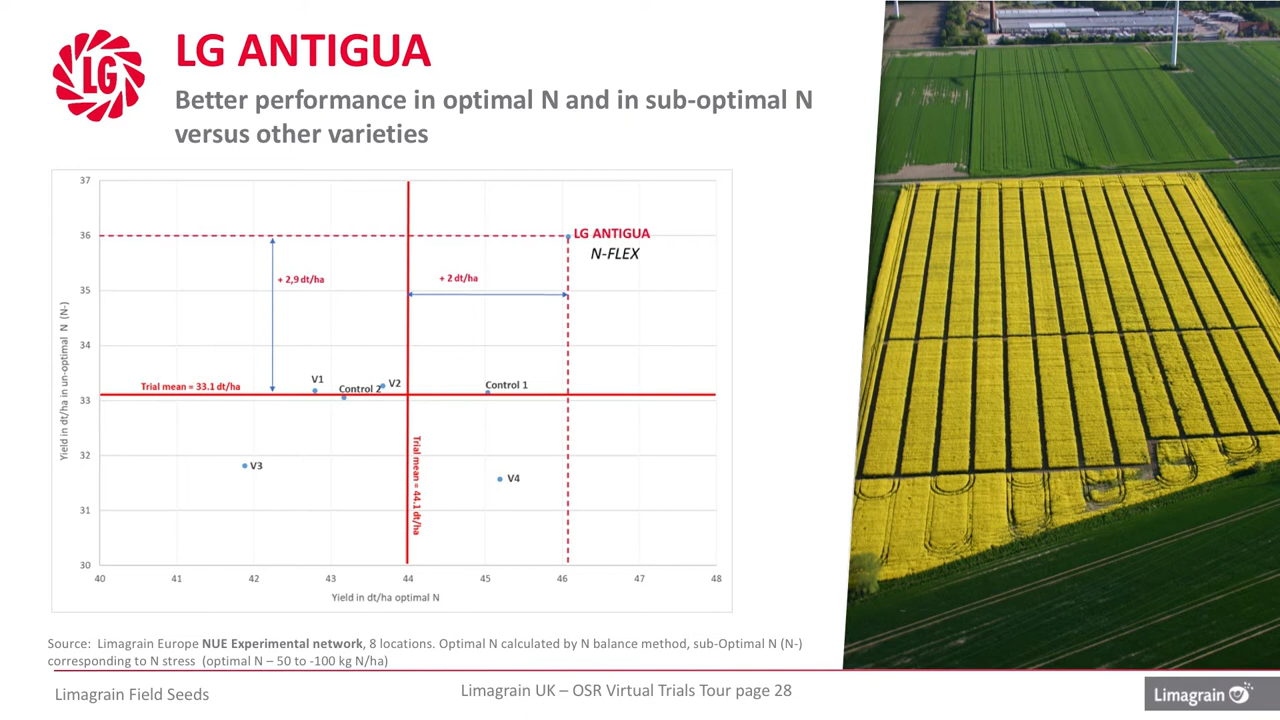 LG
LG ANTIGUA
Better performance in optimal N and in sub-optimal N
versus other varieties
37
36
35
34
33
32
31
30
40
41
42
43
44
45
46
47
48
Yield in dt/ha in un-optimal N (N-)
Yield in dt/ha optimal N
LG ANTIGUA
N-FLEX
+ 2,9 dt/ha
+ 2 dt/ha
Trial mean = 33.1 dt/ha
V1
Control 2
V2
Control 1
Trial mean = 44.1 dt/ha
V3
V4
Source: Limagrain Europe NUE Experimental network, 8 locations. Optimal N calculated by N balance method, sub-Optimal N (N-)
corresponding to N stress (optimal N – 50 to -100 kg N/ha)
Limagrain Field Seeds
Limagrain UK – OSR Virtual Trials Tour page 28
Limagrain